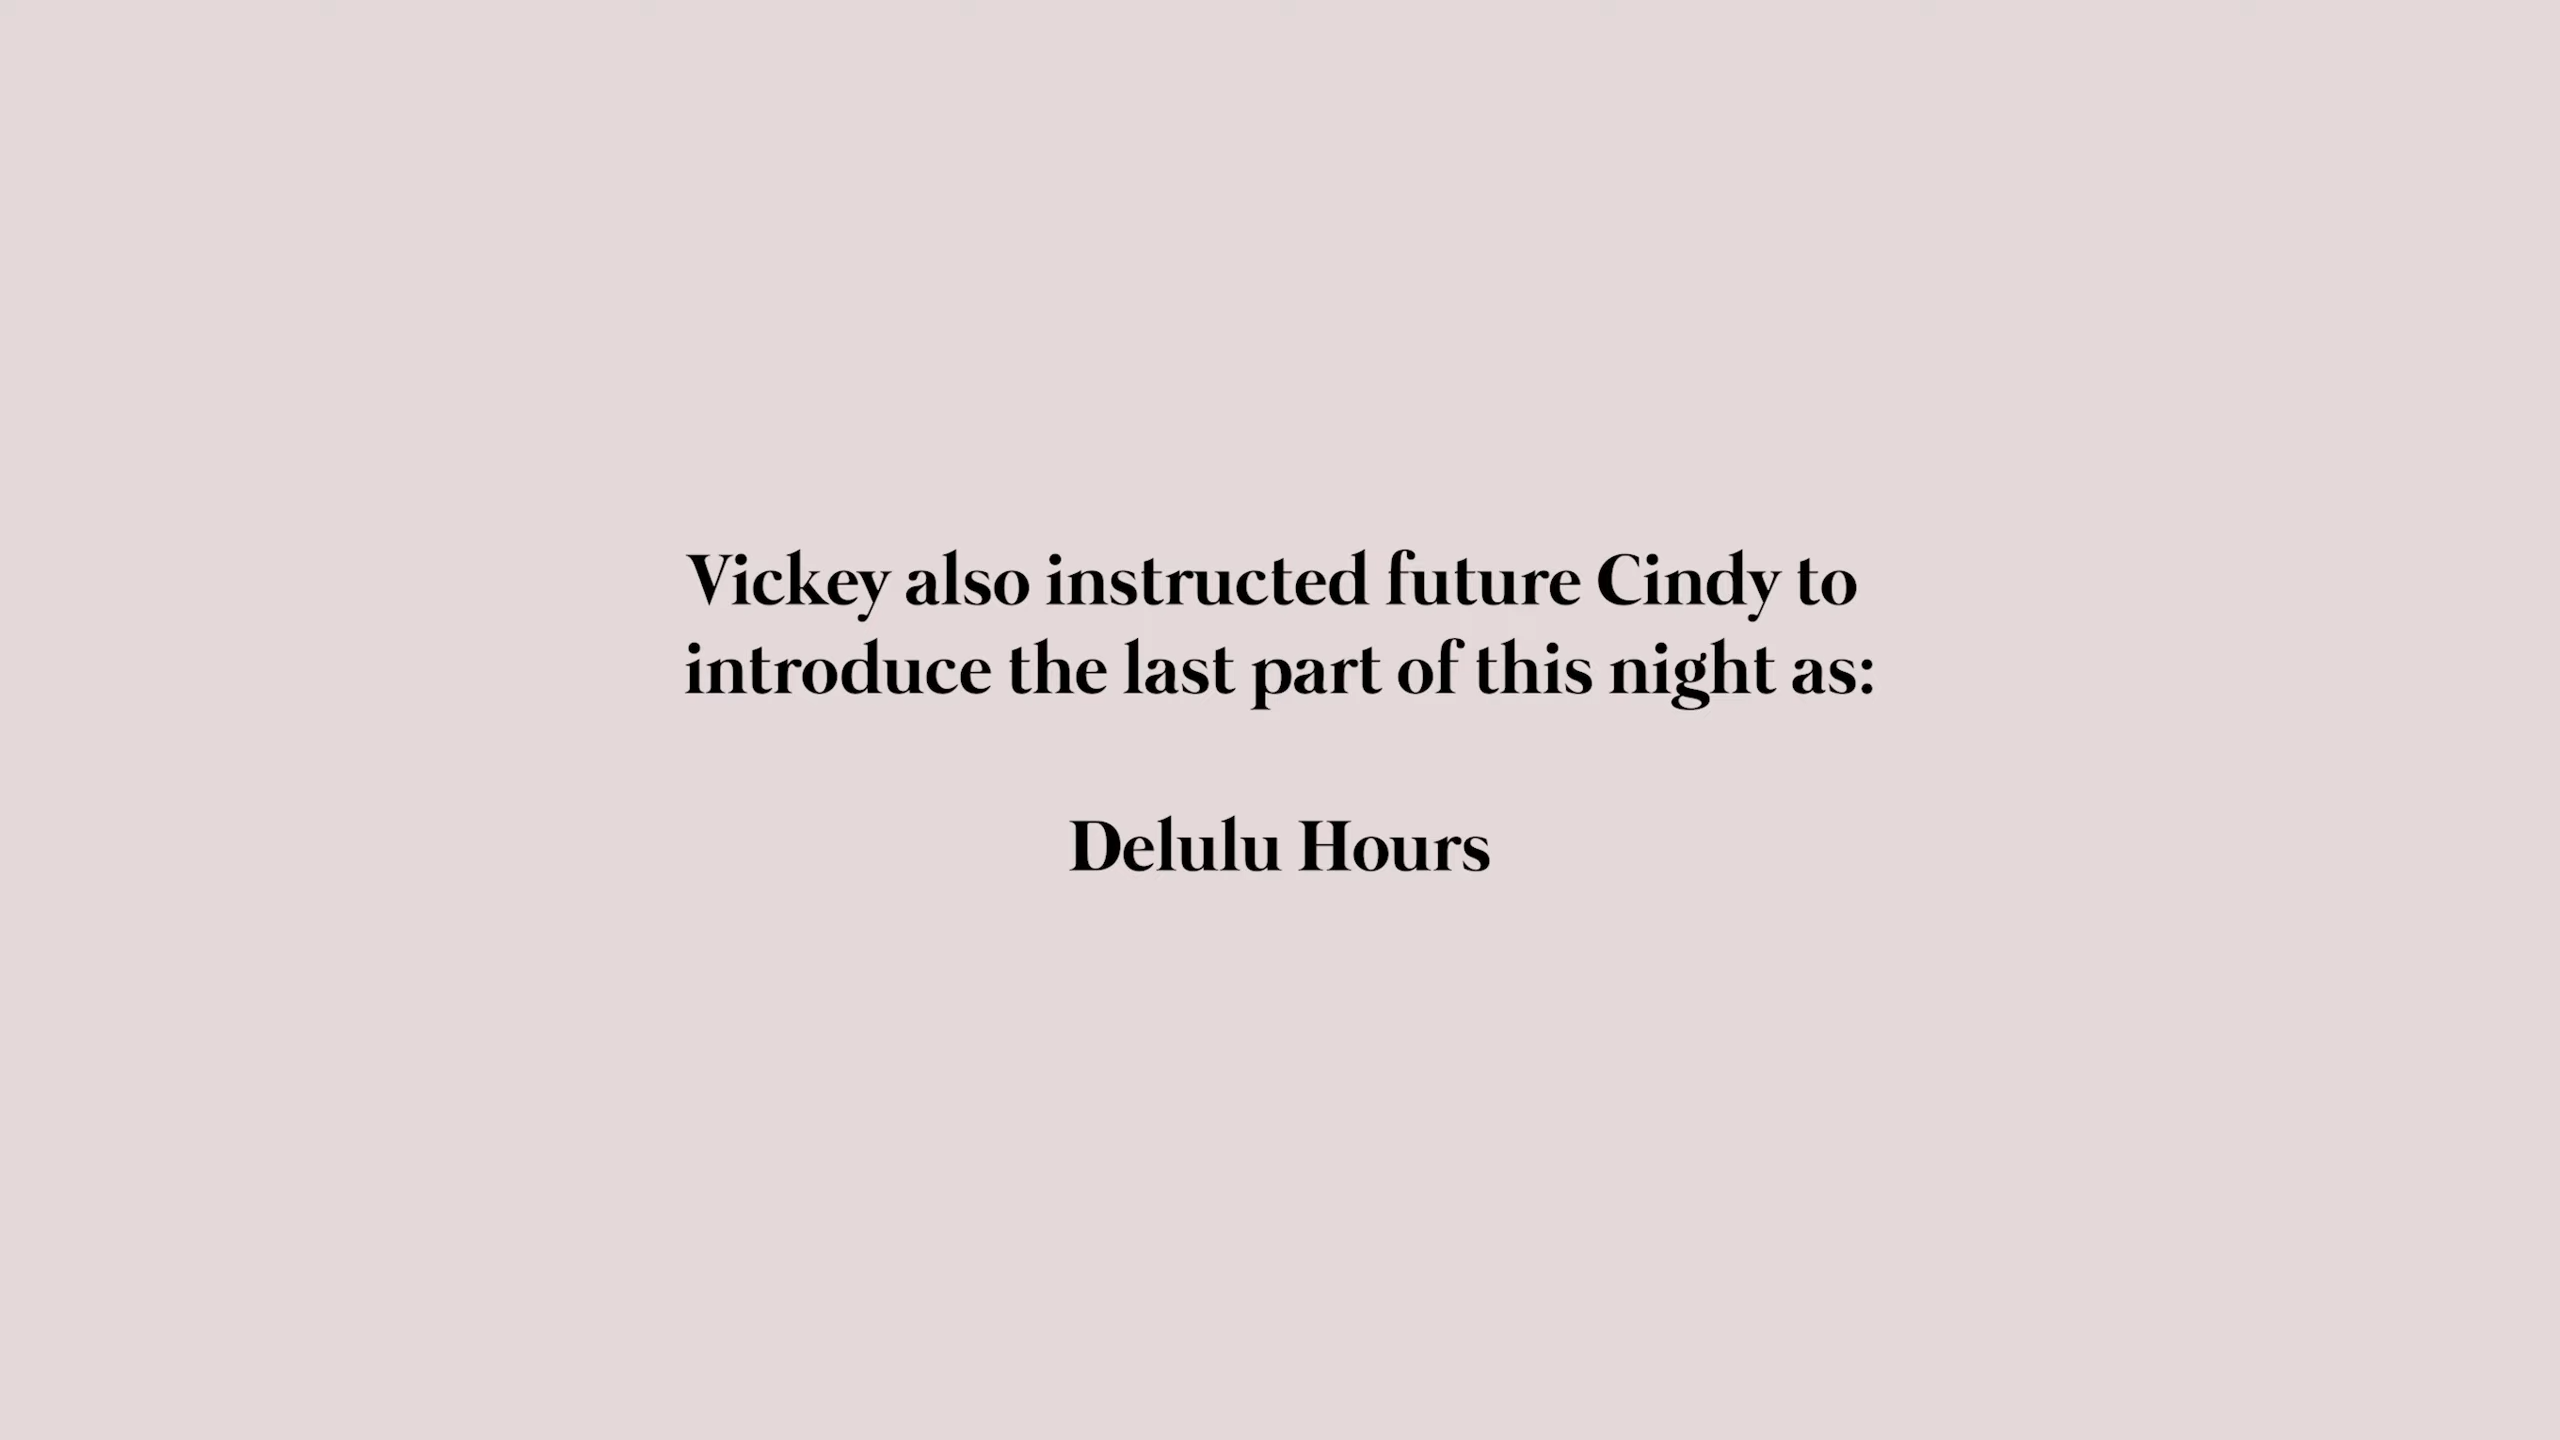 Vickey also instructed future Cindy to
introduce the last part of this night as:
Delulu Hours